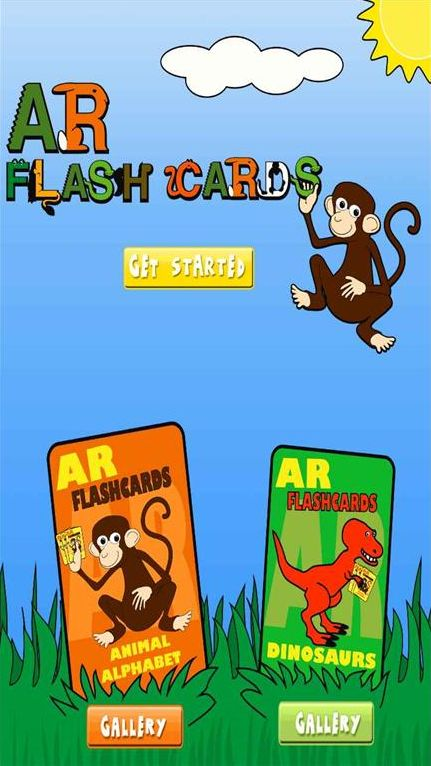 AR
FLASH CARDS
GET STARTED
AR
FLASHCARDS
ANIMAL
ALPHABET
GALLERY
AR
FLASHCARDS
DINOSAURS
GALLERY